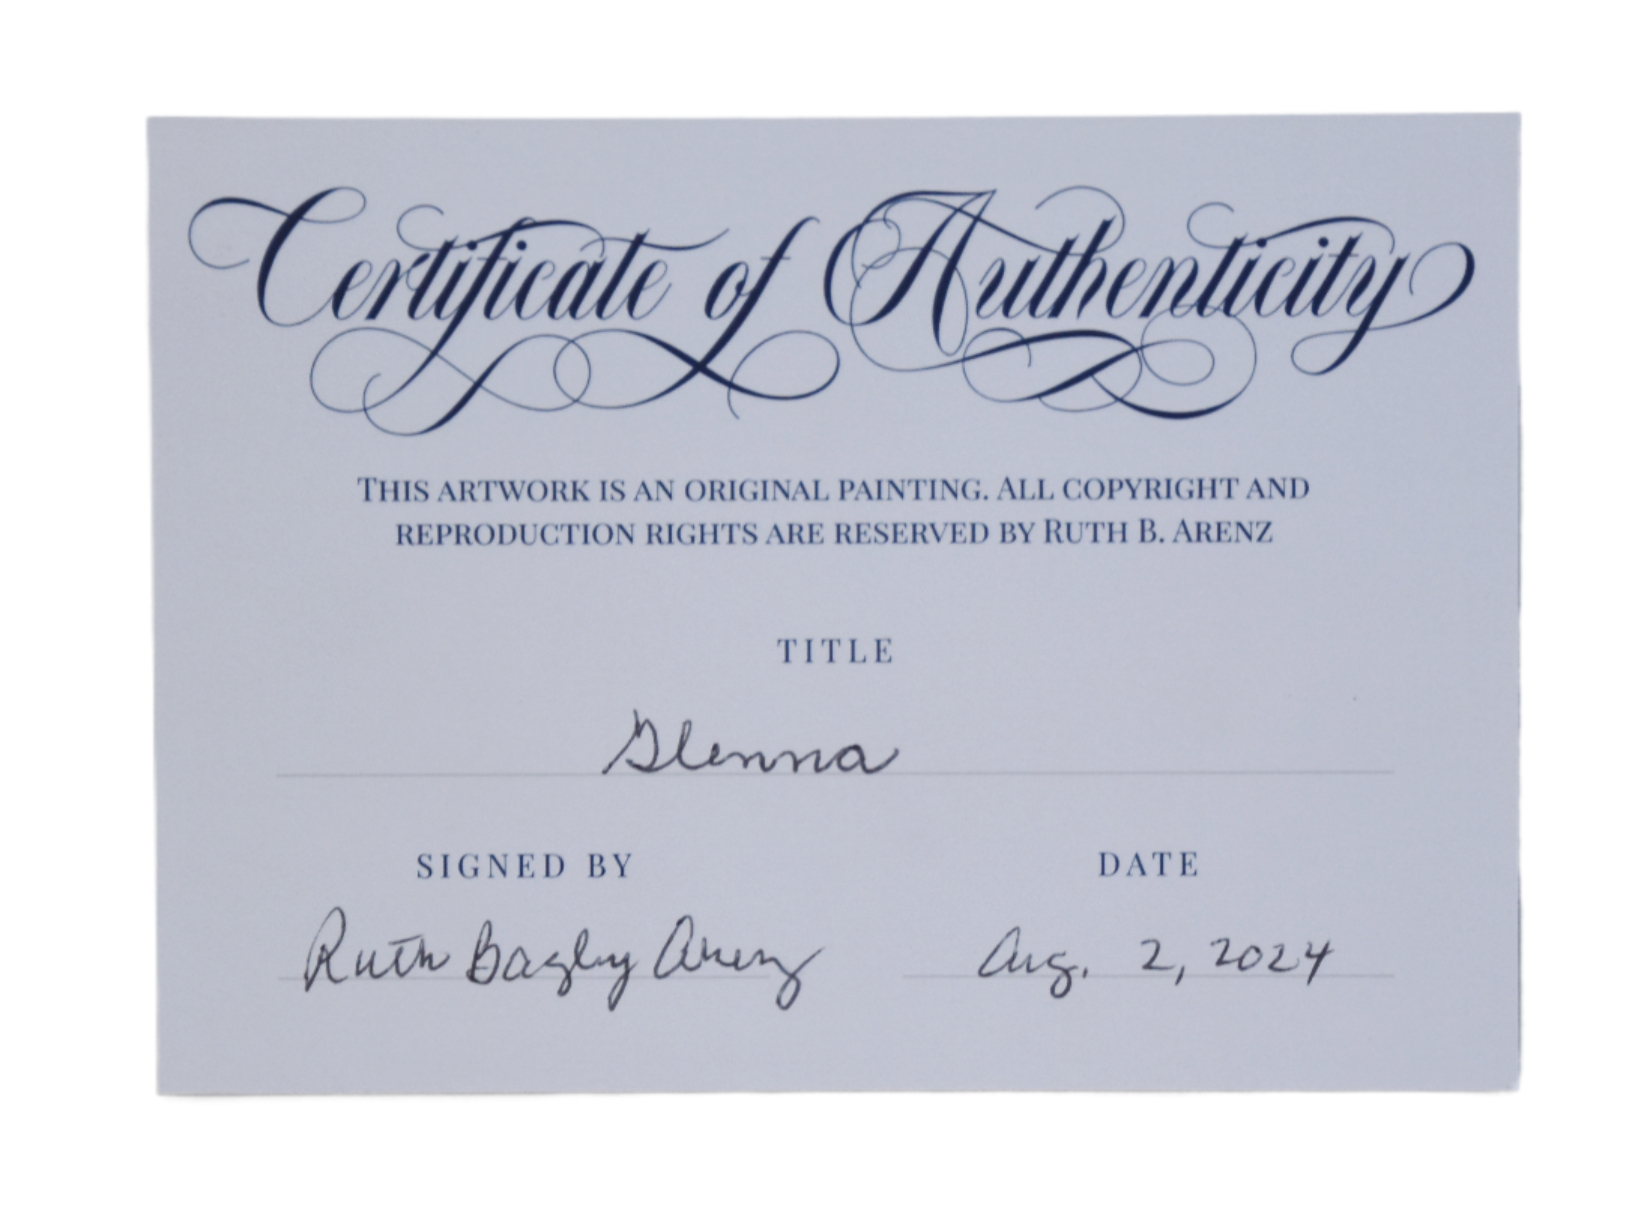 Certificate of Authenticity
THIS ARTWORK IS AN ORIGINAL PAINTING. ALL COPYRIGHT AND
REPRODUCTION RIGHTS ARE RESERVED BY RUTH B. ARENZ
TITLE
Glenna
SIGNED BY
DATE
Ruth Bagley Arenz
Aug. 2, 2024